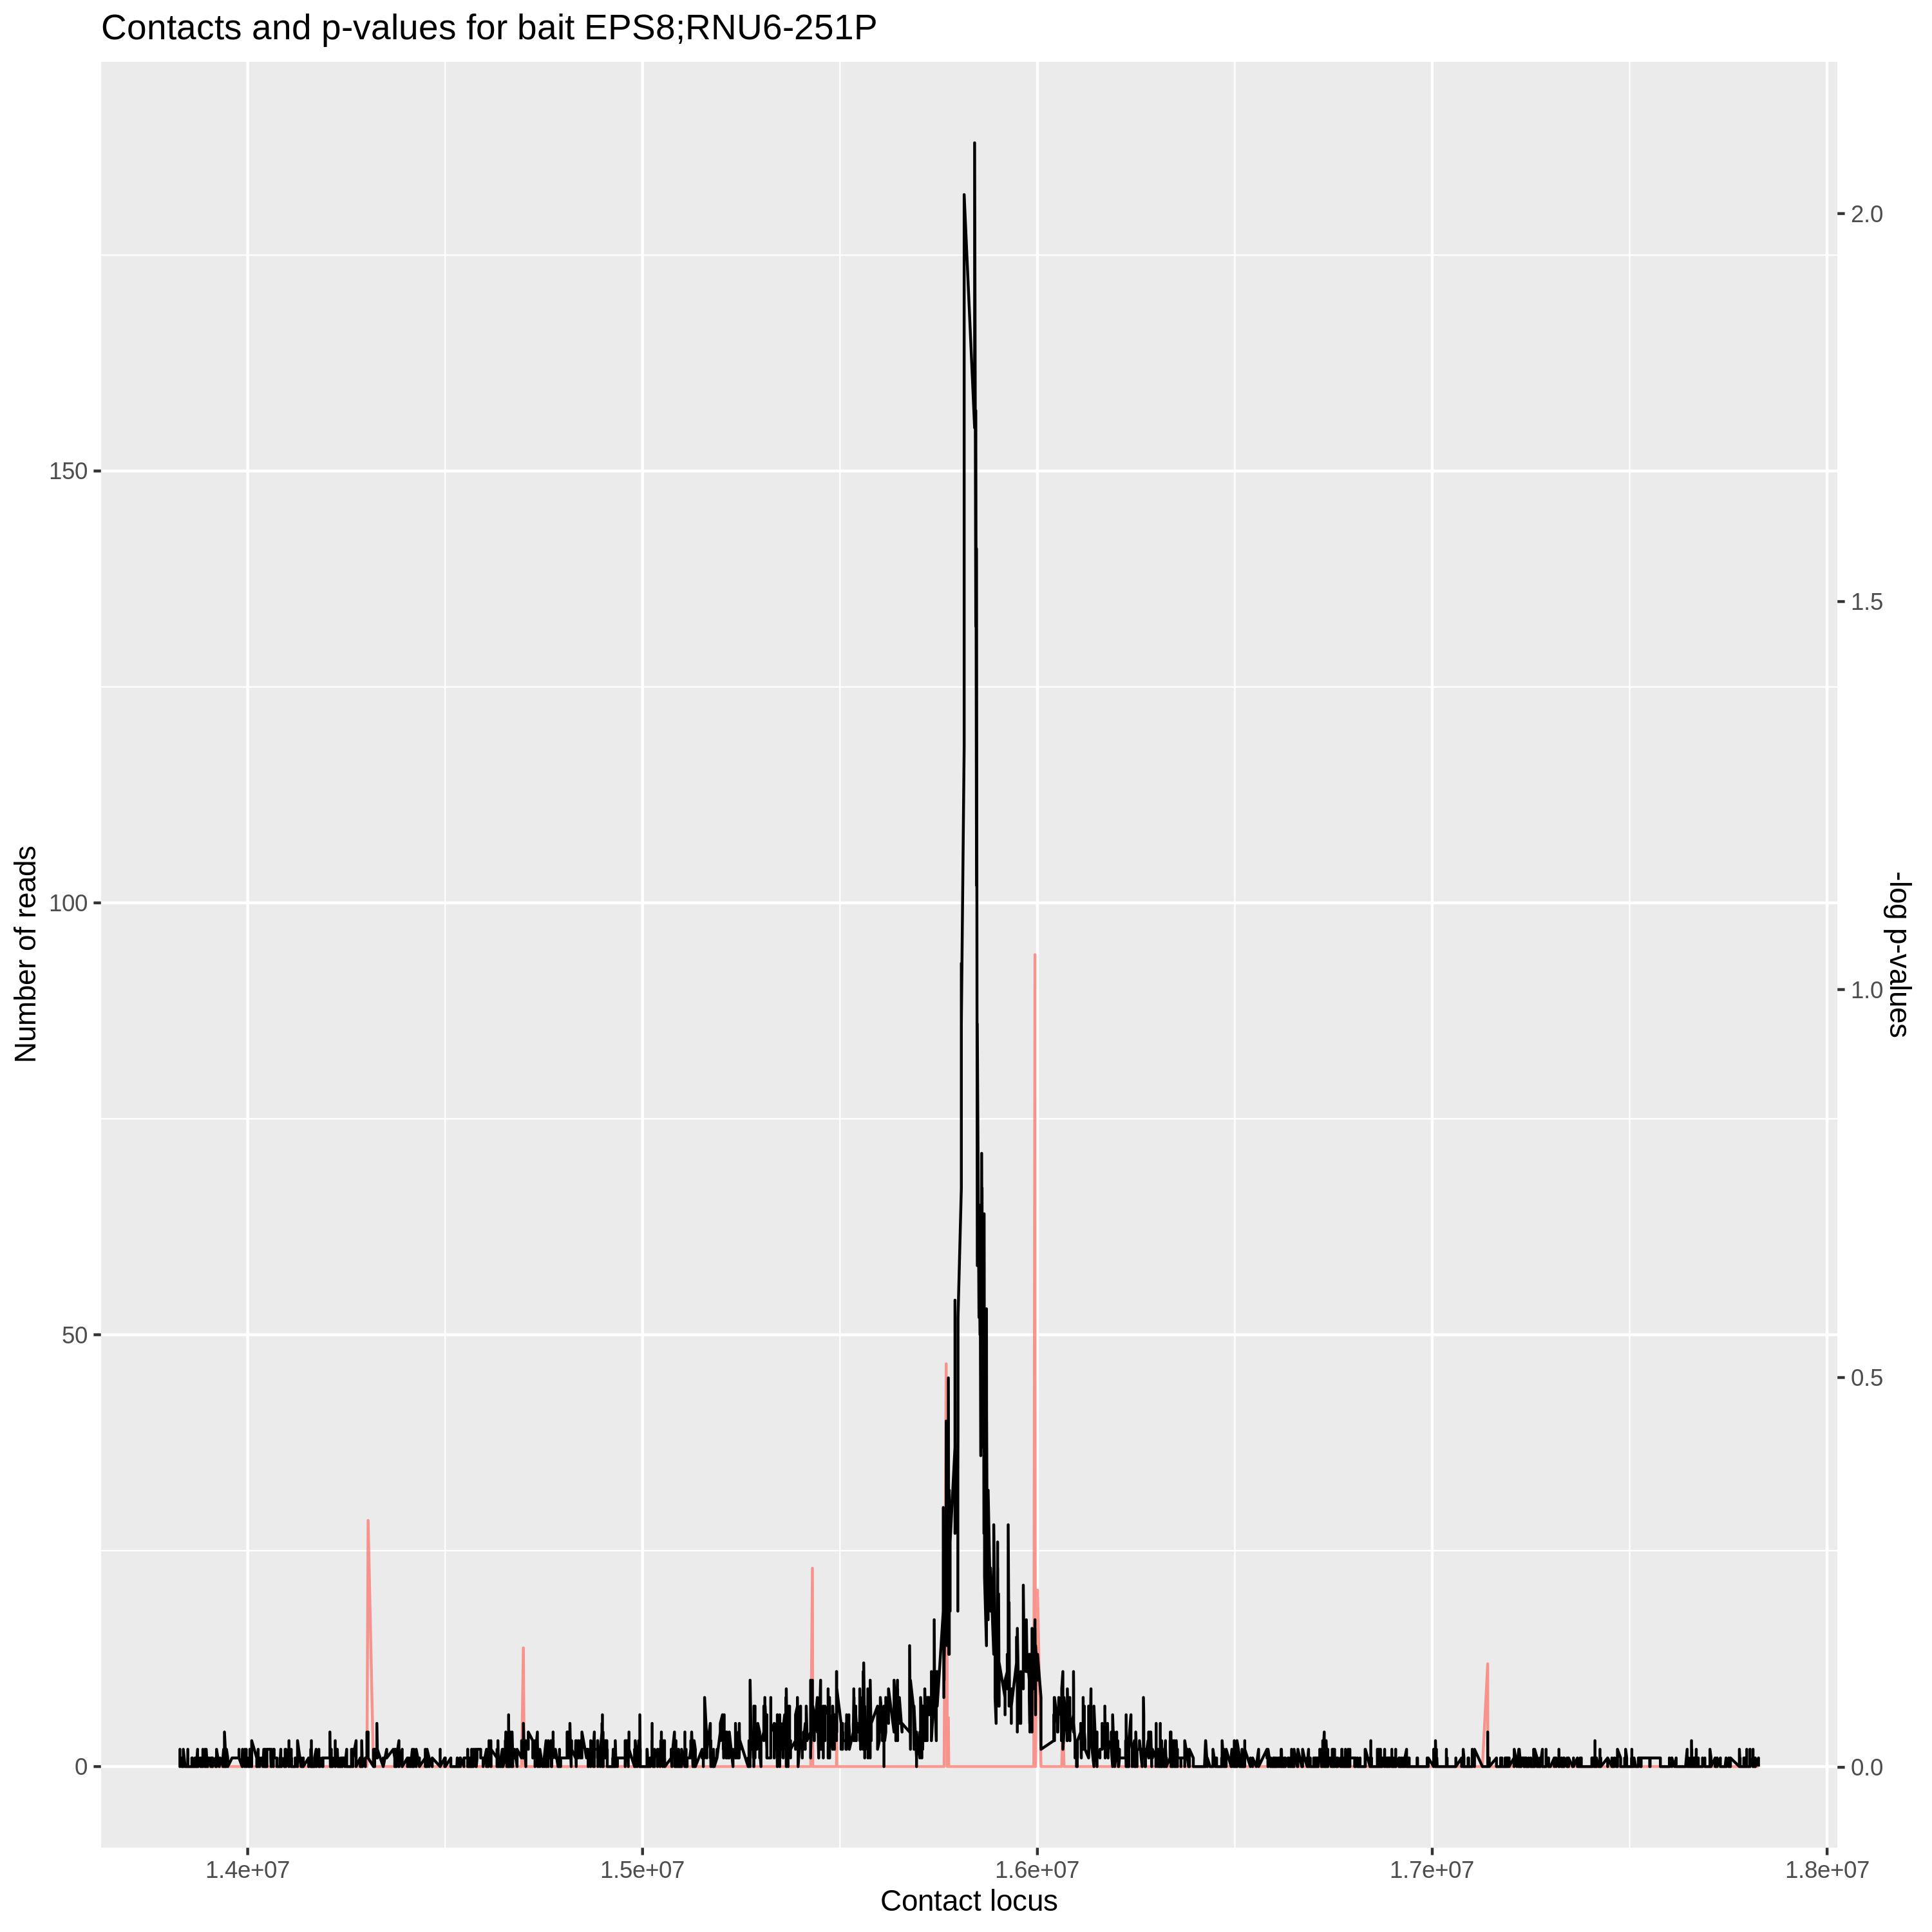 Contacts and p-values for bait EPS8;RNU6-251P
2.0
150
1.5
100
1.0
Number of reads
-log p-values
50
0.5
0
0.0
1.4e+07 1.5e+07 1.6e+07 1.7e+07 1.8e+07
Contact locus